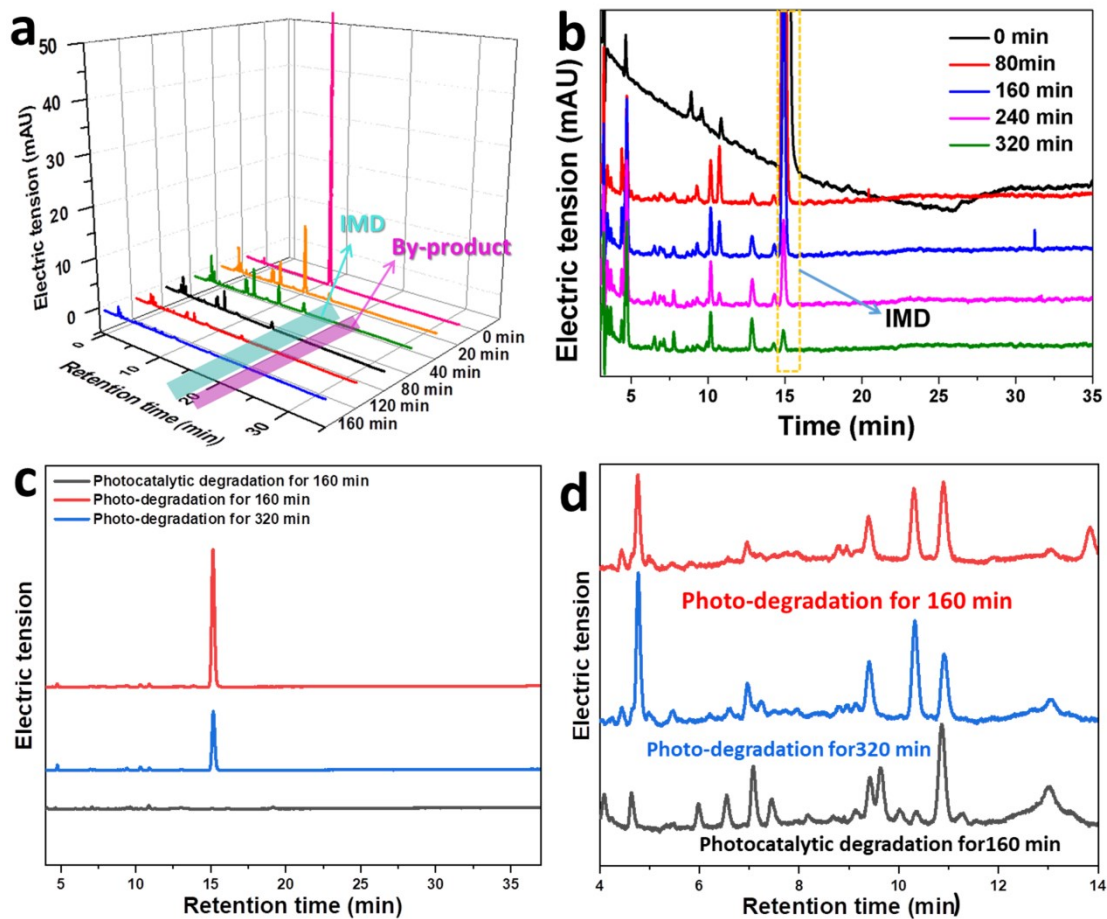 a
50
40
30
20
10
0
Electric tension (mAU)
IMD
By-product
0 min
20 min
40 min
80 min
120 min
160 min
0
10
20
30
Retention time (min)
b
0 min
80min
160 min
240 min
320 min
Electric tension (mAU)
IMD
5 10 15 20 25 30 35
Time (min)
c
Photocatalytic degradation for 160 min
Photo-degradation for 160 min
Photo-degradation for 320 min
Electric tension
5 10 15 20 25 30 35
Retention time (min)
d
Electric tension
Photo-degradation for 160 min
Photo-degradation for320 min
Photocatalytic degradation for160 min
4 6 8 10 12 14
Retention time (min)